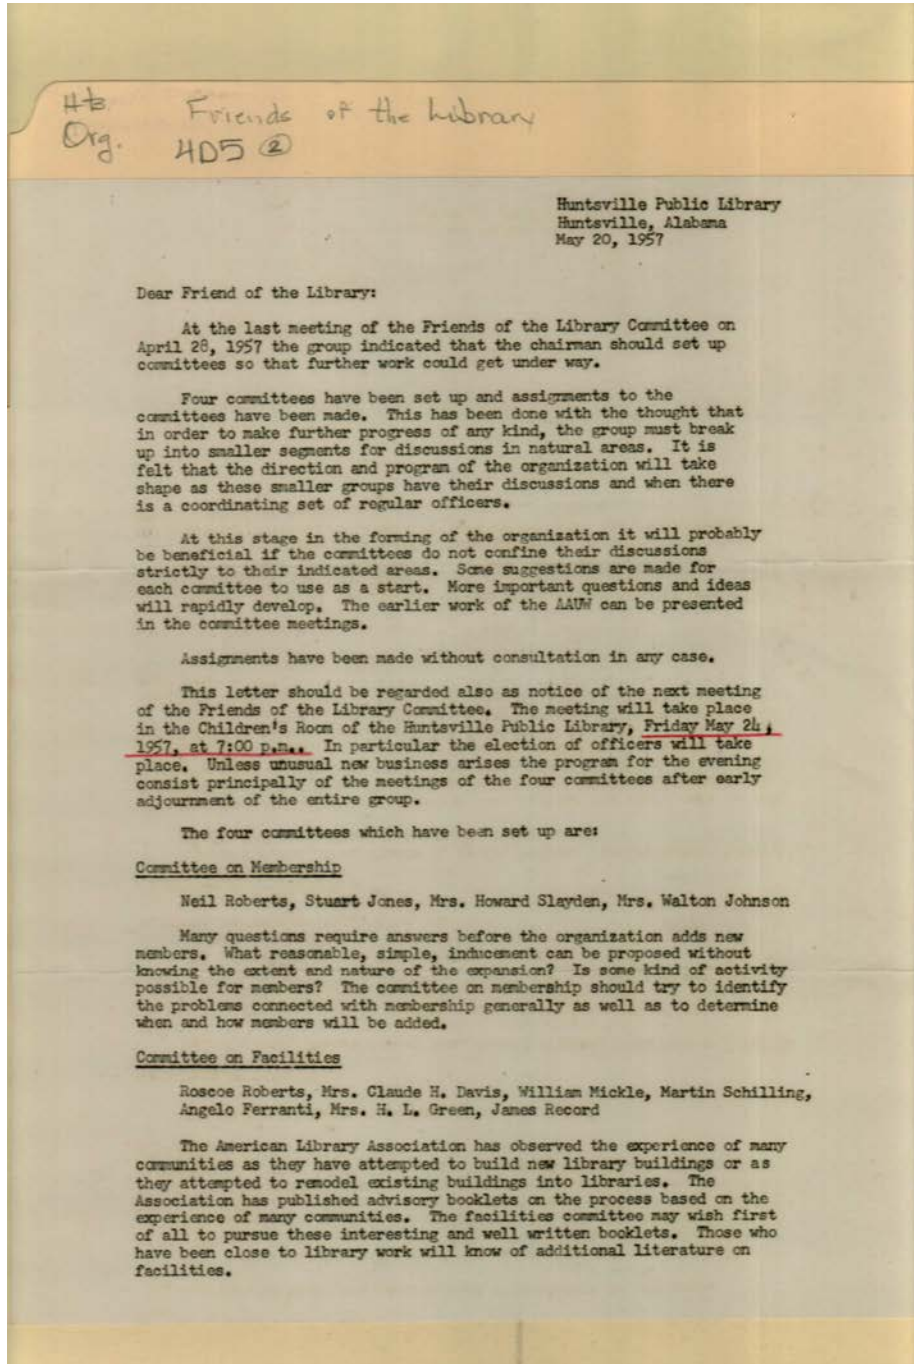 Hts Friends of the Library
Org. 4D5 ②
Huntsville Public Library
Huntsville, Alabama
May 20, 1957
Dear Friend of the Library:
At the last meeting of the Friends of the Library Committee on
April 28, 1957 the group indicated that the chairman should set up
committees so that further work could get under way.
Four committees have been set up and assignments to the
committees have been made. This has been done with the thought that
in order to make further progress of any kind, the group must break
up into smaller segments for discussions in natural areas. It is
felt that the direction and program of the organization will take
shape as these smaller groups have their discussions and when there
is a coordinating set of regular officers.
At this stage in the forming of the organization it will probably
be beneficial if the committees do not confine their discussions
strictly to their indicated areas. Some suggestions are made for
each committee to use as a start. More important questions and ideas
will rapidly develop. The earlier work of the AAUW can be presented
in the committee meetings.
Assignments have been made without consultation in any case.
This letter should be regarded also as notice of the next meeting
of the Friends of the Library Committee. The meeting will take place
in the Children's Room of the Huntsville Public Library, Friday May 24,
1957, at 7:00 p.m.. In particular the election of officers will take
place. Unless unusual new business arises the program for the evening
consist principally of the meetings of the four committees after early
adjournment of the entire group.
The four committees which have been set up are:
Committee on Membership
Neil Roberts, Stuart Jones, Mrs. Howard Slayden, Mrs. Walton Johnson
Many questions require answers before the organization adds new
members. What reasonable, simple, inducement can be proposed without
knowing the extent and nature of the expansion? Is some kind of activity
possible for members? The committee on membership should try to identify
the problems connected with membership generally as well as to determine
when and how members will be added.
Committee on Facilities
Roscoe Roberts, Mrs. Claude H. Davis, William Mickle, Martin Schilling,
Angelo Ferranti, Mrs. H. L. Green, James Record
The American Library Association has observed the experience of many
communities as they have attempted to build new library buildings or as
they attempted to remodel existing buildings into libraries. The
Association has published advisory booklets on the process based on the
experience of many communities. The facilities committee may wish first
of all to pursue these interesting and well written booklets. Those who
have been close to library work will know of additional literature on
facilities.